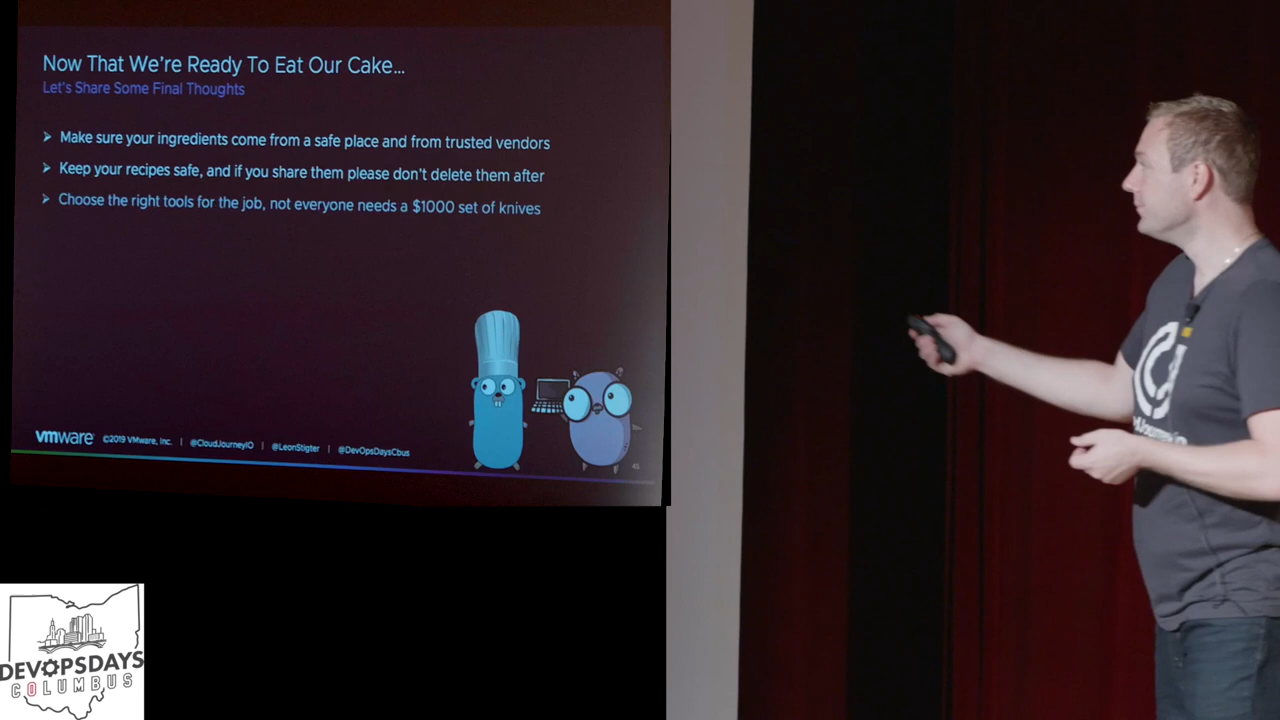 Now That We're Ready To Eat Our Cake...
Let's Share Some Final Thoughts
➤ Make sure your ingredients come from a safe place and from trusted vendors
➤ Keep your recipes safe, and if you share them please don't delete them after
➤ Choose the right tools for the job, not everyone needs a $1000 set of knives
vmware ©2019 VMware, Inc. | @CloudJourneyIO | @LeonStigter | @DevOpsDaysCbus
45
DEVOPSDAYS
COLUMBUS